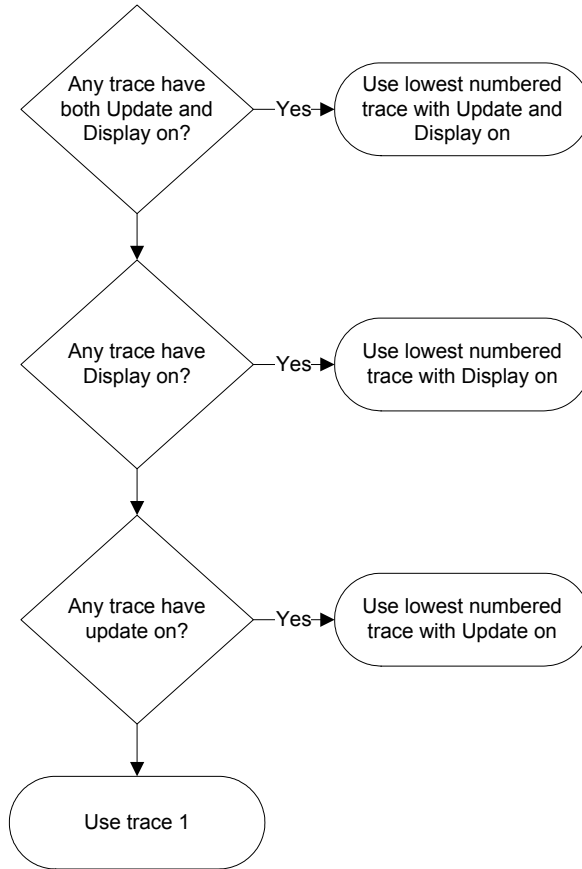 Any trace have
both Update and
Display on?
Yes
Use lowest numbered
trace with Update and
Display on
Any trace have
Display on?
Yes
Use lowest numbered
trace with Display on
Any trace have
update on?
Yes
Use lowest numbered
trace with Update on
Use trace 1